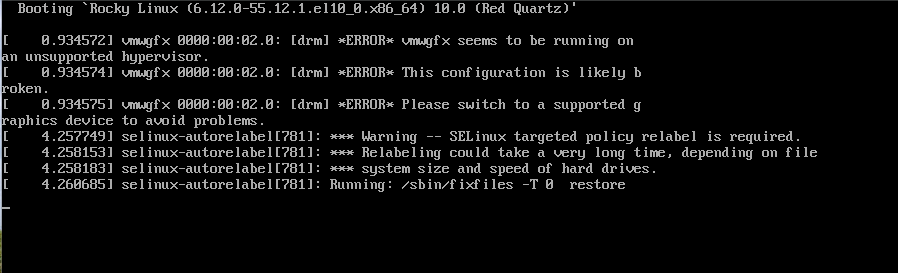 Booting `Rocky Linux (6.12.0-55.12.1.el10_0.x86_64) 10.0 (Red Quartz)'
[    0.934572] vmwgfx 0000:00:02.0: [drm] *ERROR* vmwgfx seems to be running on
an unsupported hypervisor.
[    0.934574] vmwgfx 0000:00:02.0: [drm] *ERROR* This configuration is likely b
roken.
[    0.934575] vmwgfx 0000:00:02.0: [drm] *ERROR* Please switch to a supported g
raphics device to avoid problems.
[    4.257749] selinux-autorelabel[781]: *** Warning -- SELinux targeted policy relabel is required.
[    4.258153] selinux-autorelabel[781]: *** Relabeling could take a very long time, depending on file
[    4.258183] selinux-autorelabel[781]: *** system size and speed of hard drives.
[    4.260685] selinux-autorelabel[781]: Running: /sbin/fixfiles -T 0  restore